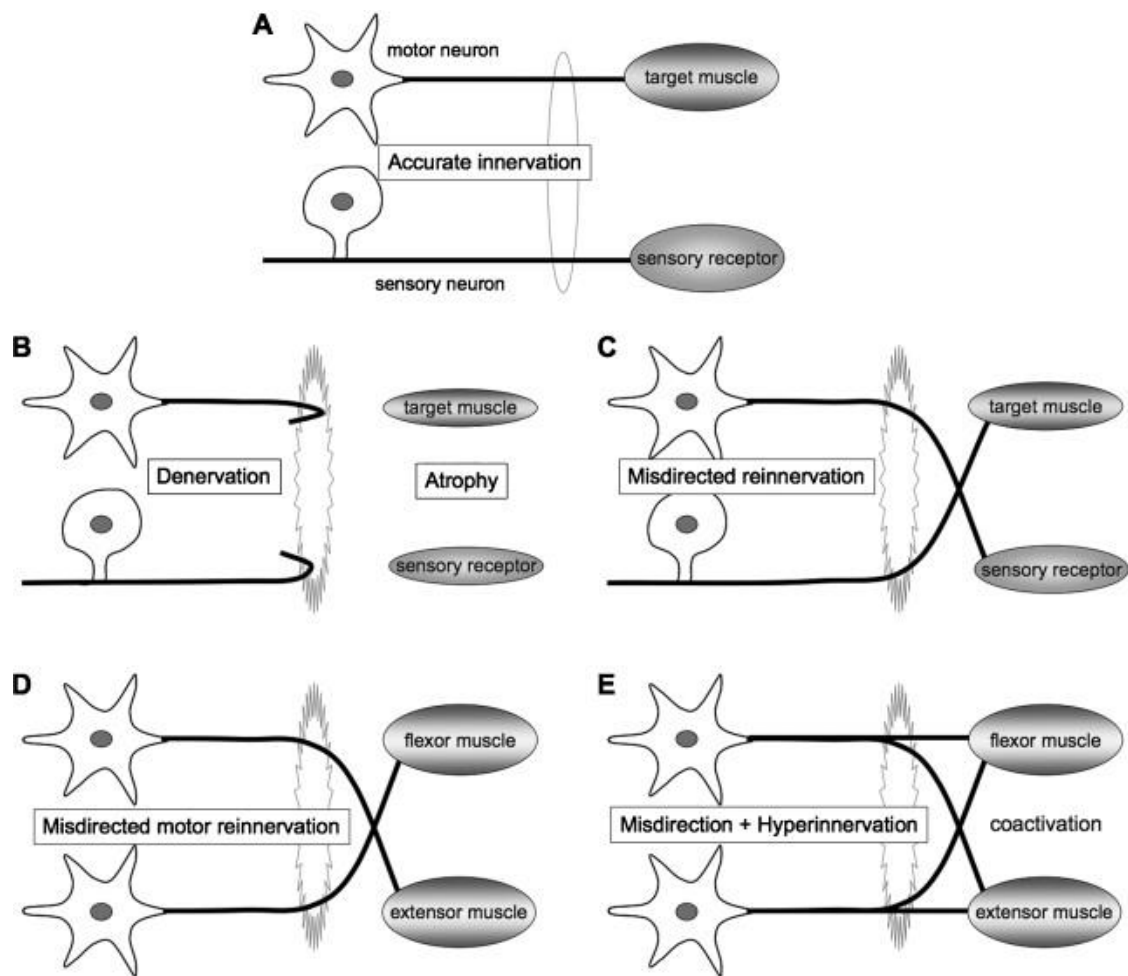 A
motor neuron
target muscle
Accurate innervation
sensory receptor
sensory neuron
B
target muscle
Denervation
Atrophy
sensory receptor
C
target muscle
Misdirected reinnervation
sensory receptor
D
flexor muscle
Misdirected motor reinnervation
extensor muscle
E
flexor muscle
Misdirection + Hyperinnervation
coactivation
extensor muscle